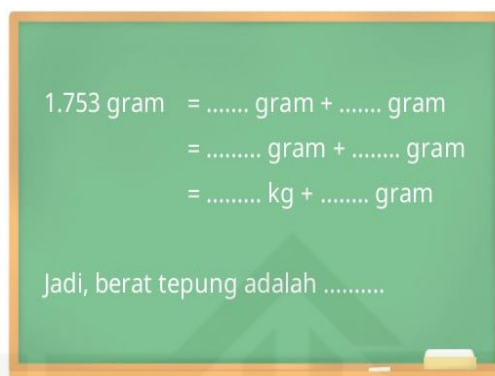 1.753 gram = ....... gram + ....... gram
= ......... gram + ........ gram
= ......... kg + ........ gram
Jadi, berat tepung adalah ..........